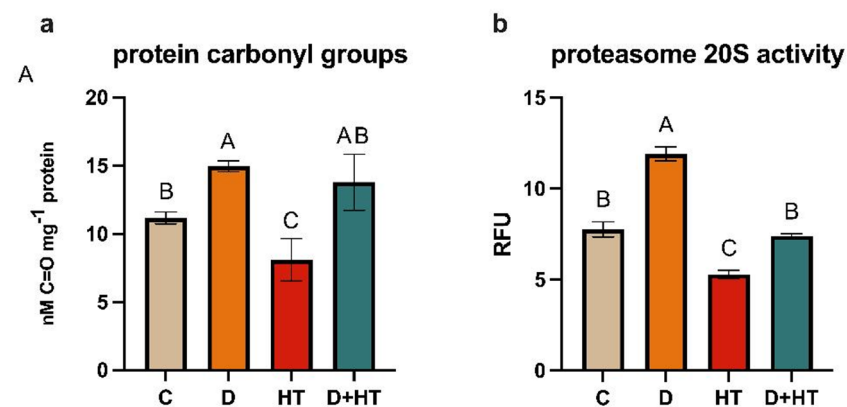 a
protein carbonyl groups
A
nM C=O mg-1 protein
20
15
10
5
0
B
A
C
AB
C
D
HT
D+HT
b
proteasome 20S activity
RFU
15
10
5
0
B
A
C
B
C
D
HT
D+HT